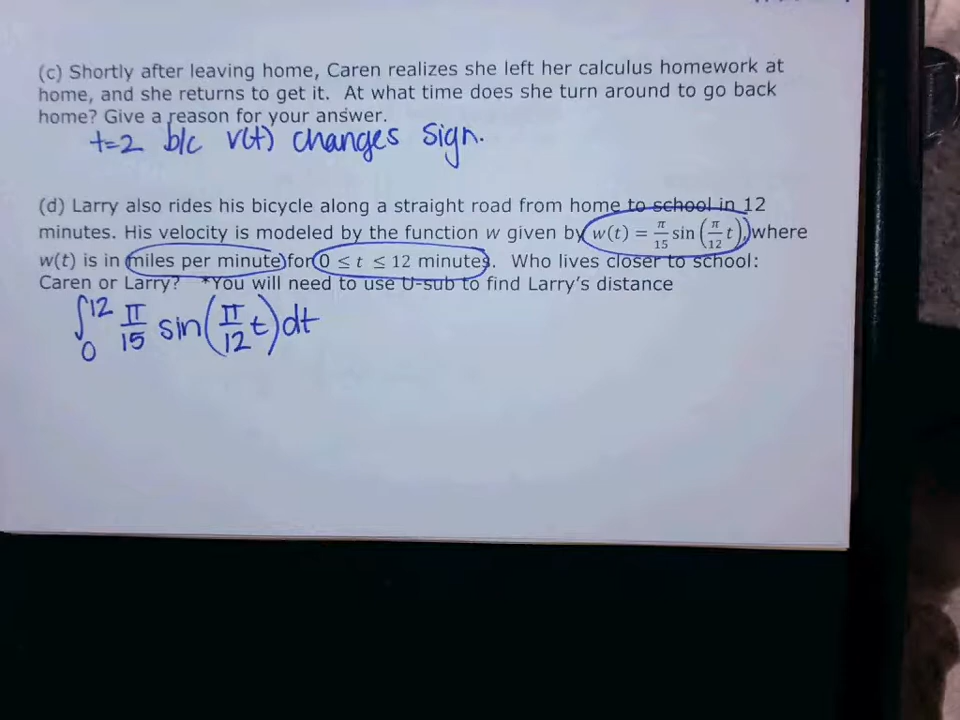 (c) Shortly after leaving home, Caren realizes she left her calculus homework at
home, and she returns to get it. At what time does she turn around to go back
home? Give a reason for your answer.
t=2 b/c v(t) changes sign.
(d) Larry also rides his bicycle along a straight road from home to school in 12
minutes. His velocity is modeled by the function w given by w(t) = π/15 sin(π/12 t), where
w(t) is in miles per minute for 0 ≤ t ≤ 12 minutes. Who lives closer to school:
Caren or Larry? *You will need to use U-sub to find Larry's distance
∫₀¹² π/15 sin(π/12 t)dt